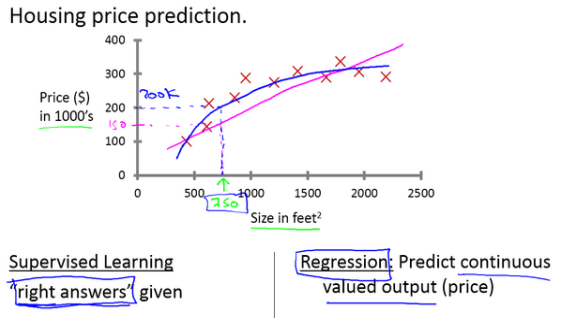 Housing price prediction.
400
300
Price ($)
in 1000's
200K
200
150
100
0
0 500 1000 1500 2000 2500
750
Size in feet²
Supervised Learning
"right answers" given
Regression: Predict continuous
valued output (price)